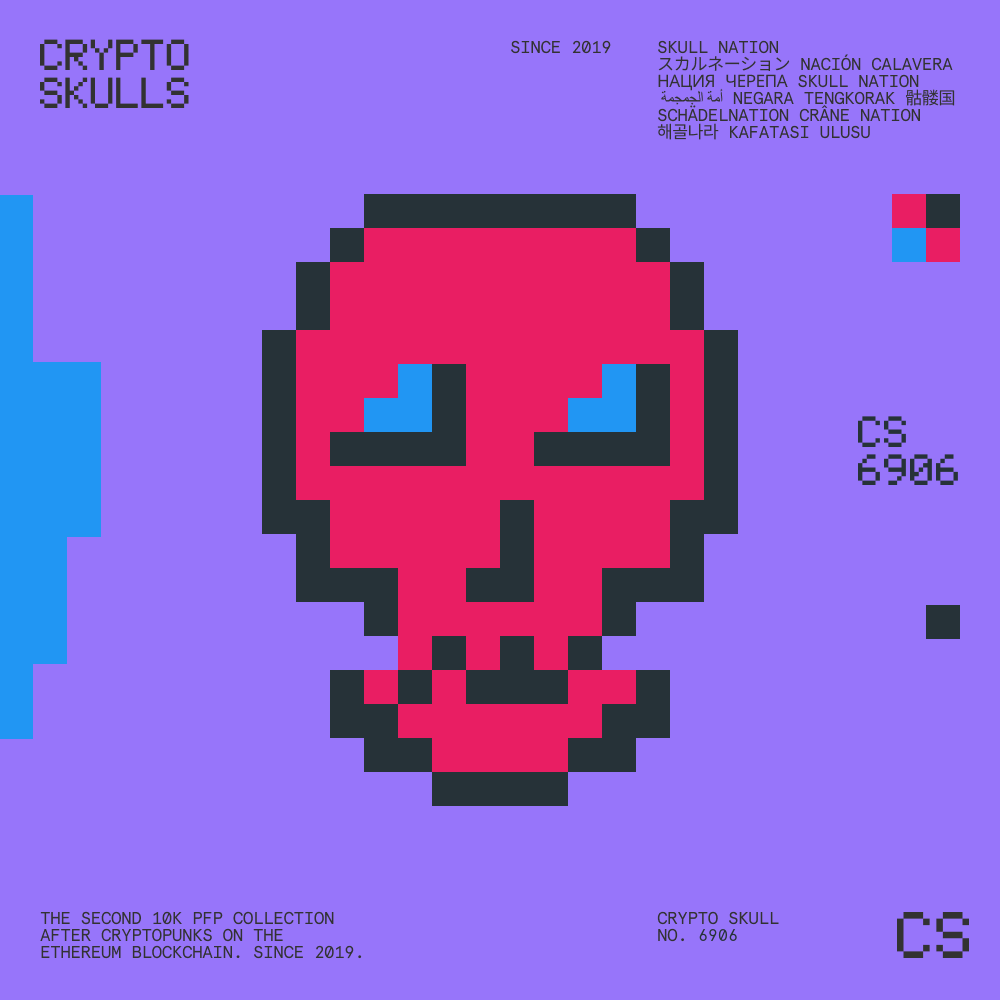 CRYPTO
SKULLS
SINCE 2019
SKULL NATION
スカルネーション NACIÓN CALAVERA
НАЦИЯ ЧЕРЕПА SKULL NATION
أمة الجمجمة NEGARA TENGKORAK 骷髅国
SCHÄDELNATION CRÂNE NATION
해골나라 KAFATASI ULUSU
CS
6906
THE SECOND 10K PFP COLLECTION
AFTER CRYPTOPUNKS ON THE
ETHEREUM BLOCKCHAIN. SINCE 2019.
CRYPTO SKULL
NO. 6906
CS